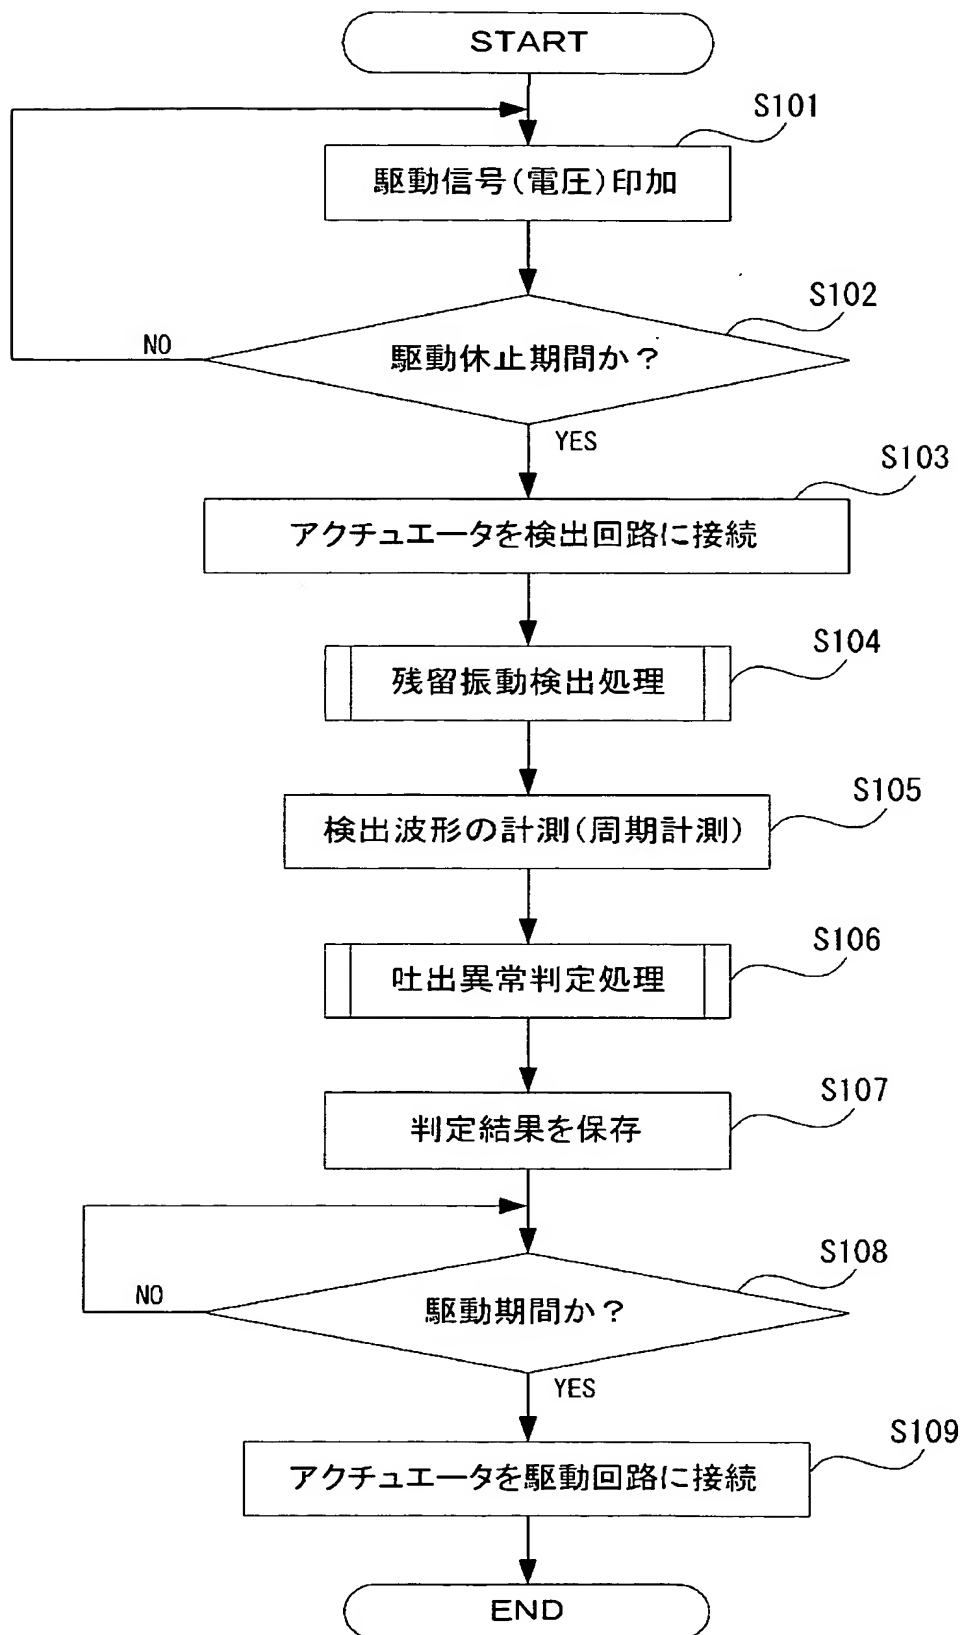 START
S101
駆動信号(電圧)印加
S102
駆動休止期間か?
NO
YES
S103
アクチュエータを検出回路に接続
S104
残留振動検出処理
S105
検出波形の計測(周期計測)
S106
吐出異常判定処理
S107
判定結果を保存
S108
駆動期間か?
NO
YES
S109
アクチュエータを駆動回路に接続
END